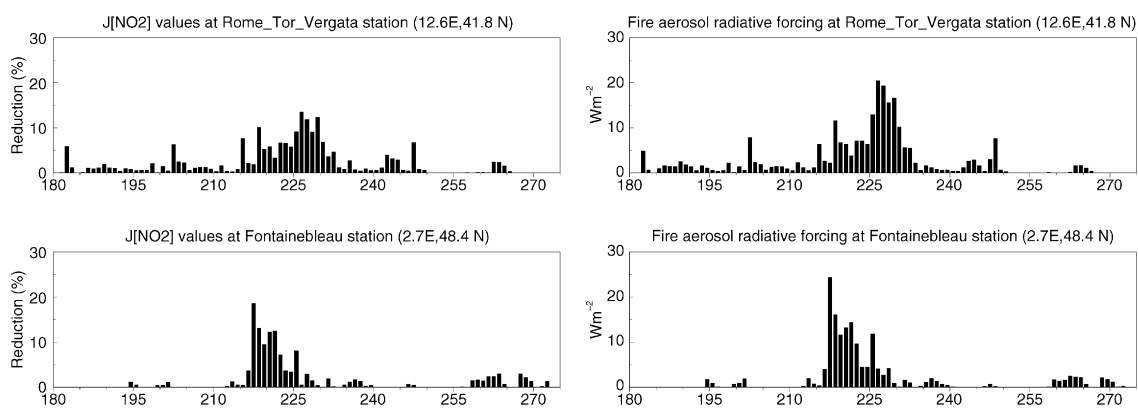 J[NO2] values at Rome_Tor_Vergata station (12.6E,41.8 N)
Reduction (%)
30
20
10
0
180 195 210 225 240 255 270
Fire aerosol radiative forcing at Rome_Tor_Vergata station (12.6E,41.8 N)
Wm⁻²
30
20
10
0
180 195 210 225 240 255 270
J[NO2] values at Fontainebleau station (2.7E,48.4 N)
Reduction (%)
30
20
10
0
180 195 210 225 240 255 270
Fire aerosol radiative forcing at Fontainebleau station (2.7E,48.4 N)
Wm⁻²
30
20
10
0
180 195 210 225 240 255 270